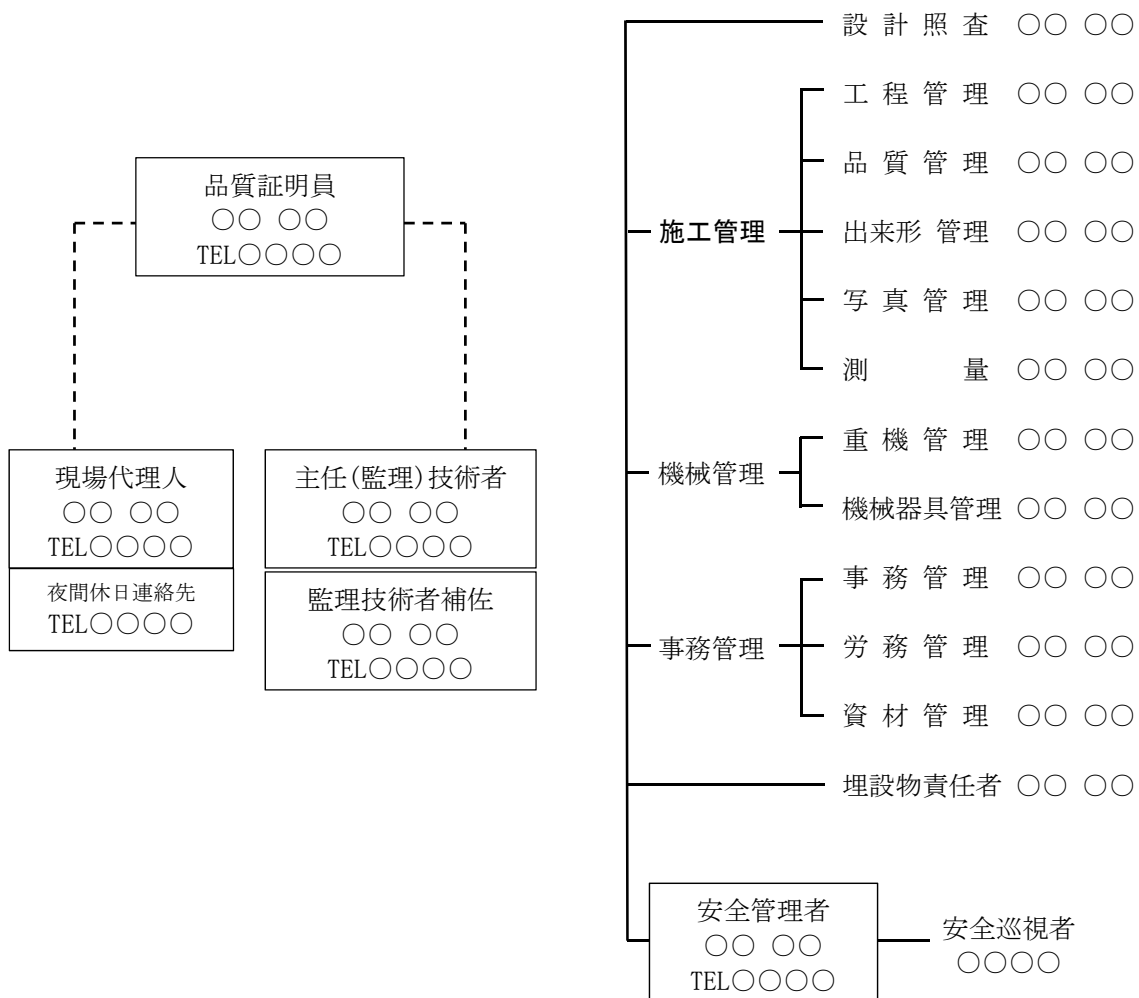 品質証明員
○○ ○○
TEL○○○○
現場代理人
○○ ○○
TEL○○○○
夜間休日連絡先
TEL○○○○
主任(監理)技術者
○○ ○○
TEL○○○○
監理技術者補佐
○○ ○○
TEL○○○○
設計照査 ○○ ○○
施工管理
工程管理 ○○ ○○
品質管理 ○○ ○○
出来形 管理 ○○ ○○
写真管理 ○○ ○○
測量 ○○ ○○
機械管理
重機管理 ○○ ○○
機械器具管理 ○○ ○○
事務管理
事務管理 ○○ ○○
労務管理 ○○ ○○
資材管理 ○○ ○○
埋設物責任者 ○○ ○○
安全管理者
○○ ○○
TEL○○○○
安全巡視者
○○○○